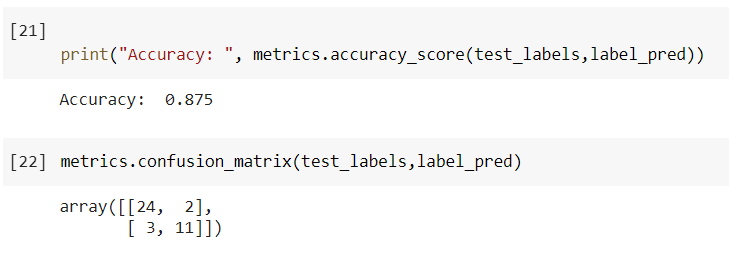 [21]
print("Accuracy: ", metrics.accuracy_score(test_labels,label_pred))
Accuracy:  0.875
[22] metrics.confusion_matrix(test_labels,label_pred)
array([[24,  2],
       [ 3, 11]])